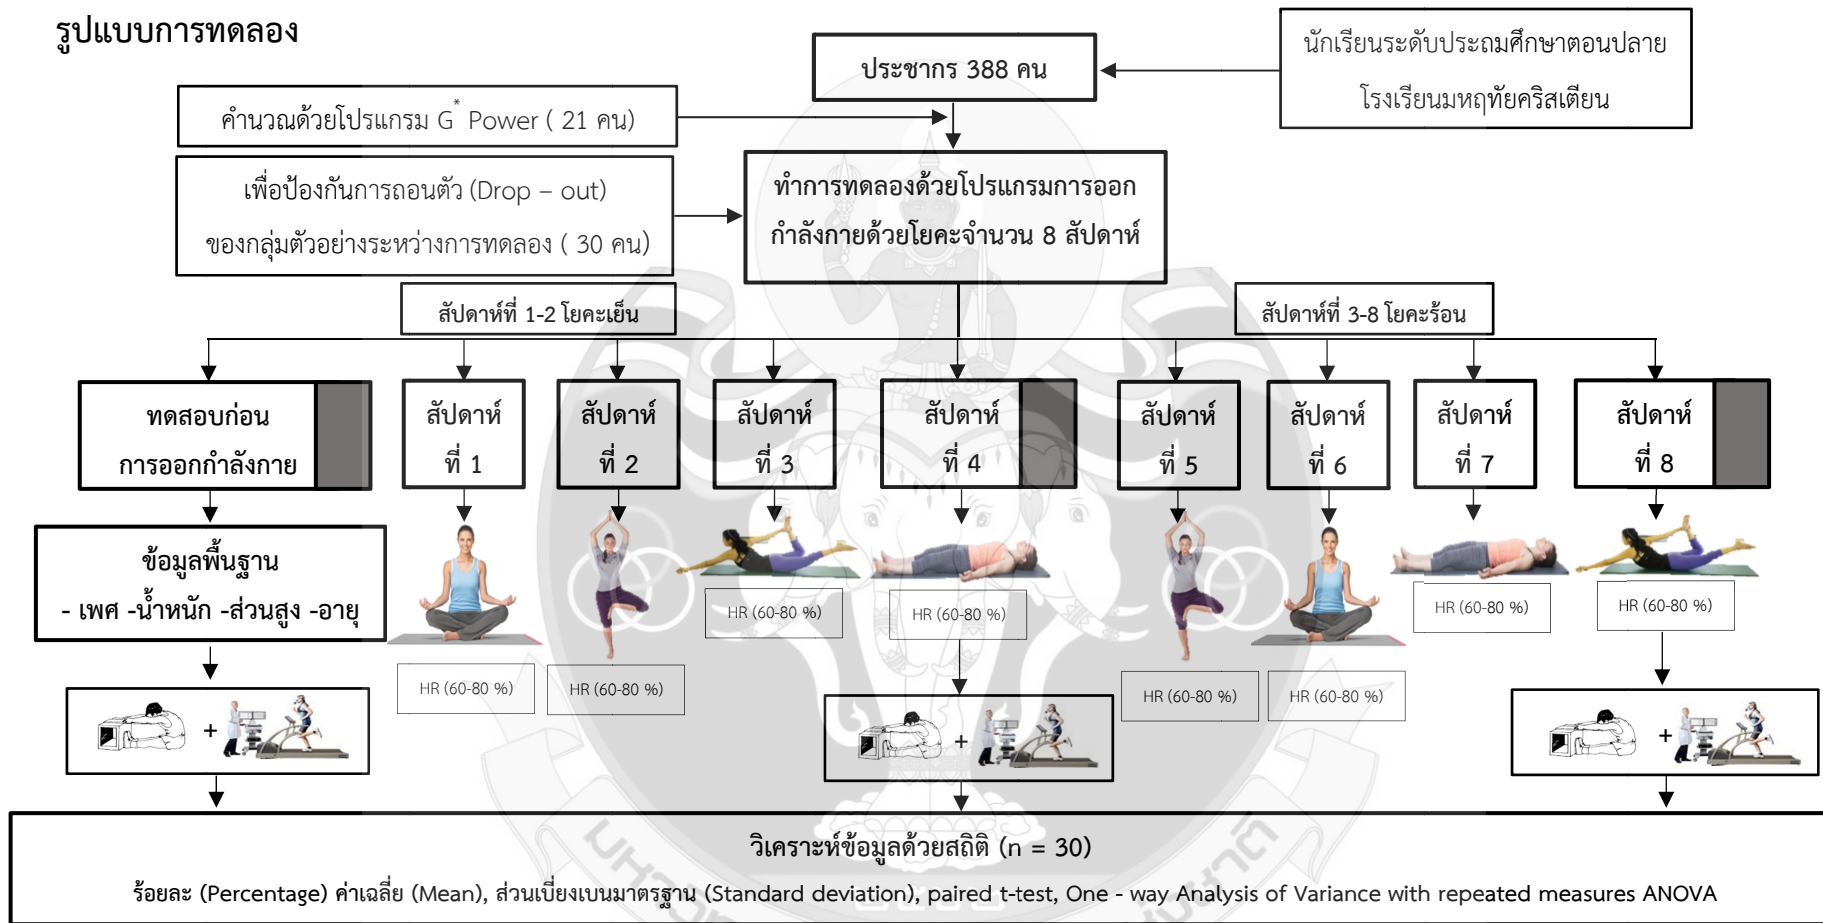 รูปแบบการทดลอง
ประชากร 388 คน
นักเรียนระดับประถมศึกษาตอนปลาย
โรงเรียนมหฤทัยคริสเตียน
คำนวณด้วยโปรแกรม G* Power ( 21 คน)
เพื่อป้องกันการถอนตัว (Drop – out)
ของกลุ่มตัวอย่างระหว่างการทดลอง ( 30 คน)
ทำการทดลองด้วยโปรแกรมการออก
กำลังกายด้วยโยคะจำนวน 8 สัปดาห์
สัปดาห์ที่ 1-2 โยคะเย็น
สัปดาห์ที่ 3-8 โยคะร้อน
ทดสอบก่อน
การออกกำลังกาย
สัปดาห์
ที่ 1
สัปดาห์
ที่ 2
สัปดาห์
ที่ 3
สัปดาห์
ที่ 4
สัปดาห์
ที่ 5
สัปดาห์
ที่ 6
สัปดาห์
ที่ 7
สัปดาห์
ที่ 8
ข้อมูลพื้นฐาน
- เพศ -น้ำหนัก -ส่วนสูง -อายุ
HR (60-80 %)
HR (60-80 %)
HR (60-80 %)
HR (60-80 %)
HR (60-80 %)
HR (60-80 %)
HR (60-80 %)
HR (60-80 %)
+
+
+
วิเคราะห์ข้อมูลด้วยสถิติ (n = 30)
ร้อยละ (Percentage) ค่าเฉลี่ย (Mean), ส่วนเบี่ยงเบนมาตรฐาน (Standard deviation), paired t-test, One - way Analysis of Variance with repeated measures ANOVA